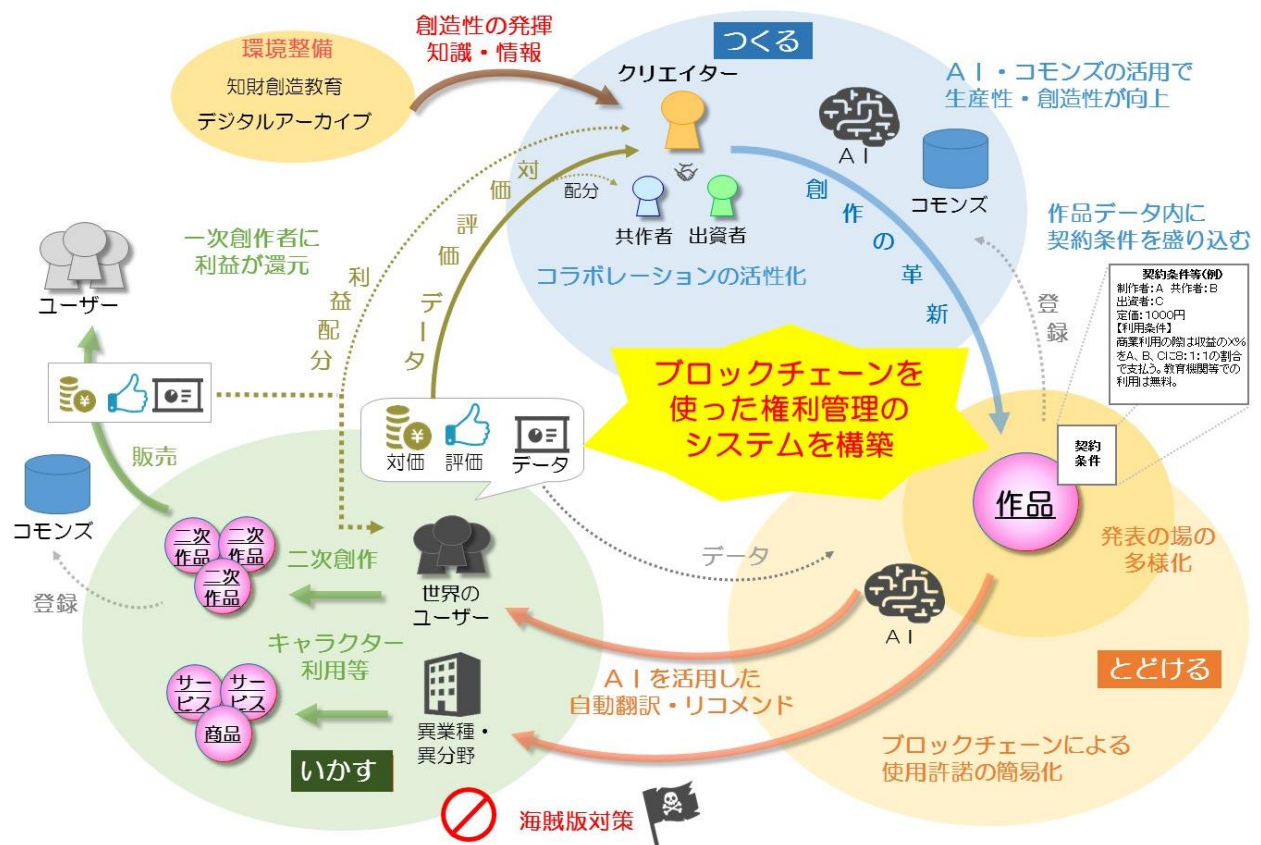 環境整備
知財創造教育
デジタルアーカイブ
創造性の発揮
知識・情報
つくる
クリエイター
AI
コモンズ
AI・コモンズの活用で
生産性・創造性が向上
配分
共作者
出資者
コラボレーションの活性化
創作の革新
作品データ内に
契約条件を盛り込む
契約条件等(例)
制作者:A 共作者:B
出資者:C
定価:1000円
【利用条件】
商業利用の際は収益のX%
をA、B、Cに8:1:1の割合
で支払う。教育機関等での
利用は無料。
登録
契約
条件
作品
発表の場の
多様化
とどける
ブロックチェーンを
使った権利管理の
システムを構築
対価
評価
データ
利益配分
一次創作者に
利益が還元
ユーザー
販売
コモンズ
登録
対価
評価
データ
データ
AI
AIを活用した
自動翻訳・リコメンド
ブロックチェーンによる
使用許諾の簡易化
二次
作品
二次
作品
二次
作品
二次創作
世界の
ユーザー
キャラクター
利用等
サー
ビス
サー
ビス
商品
異業種・
異分野
いかす
海賊版対策